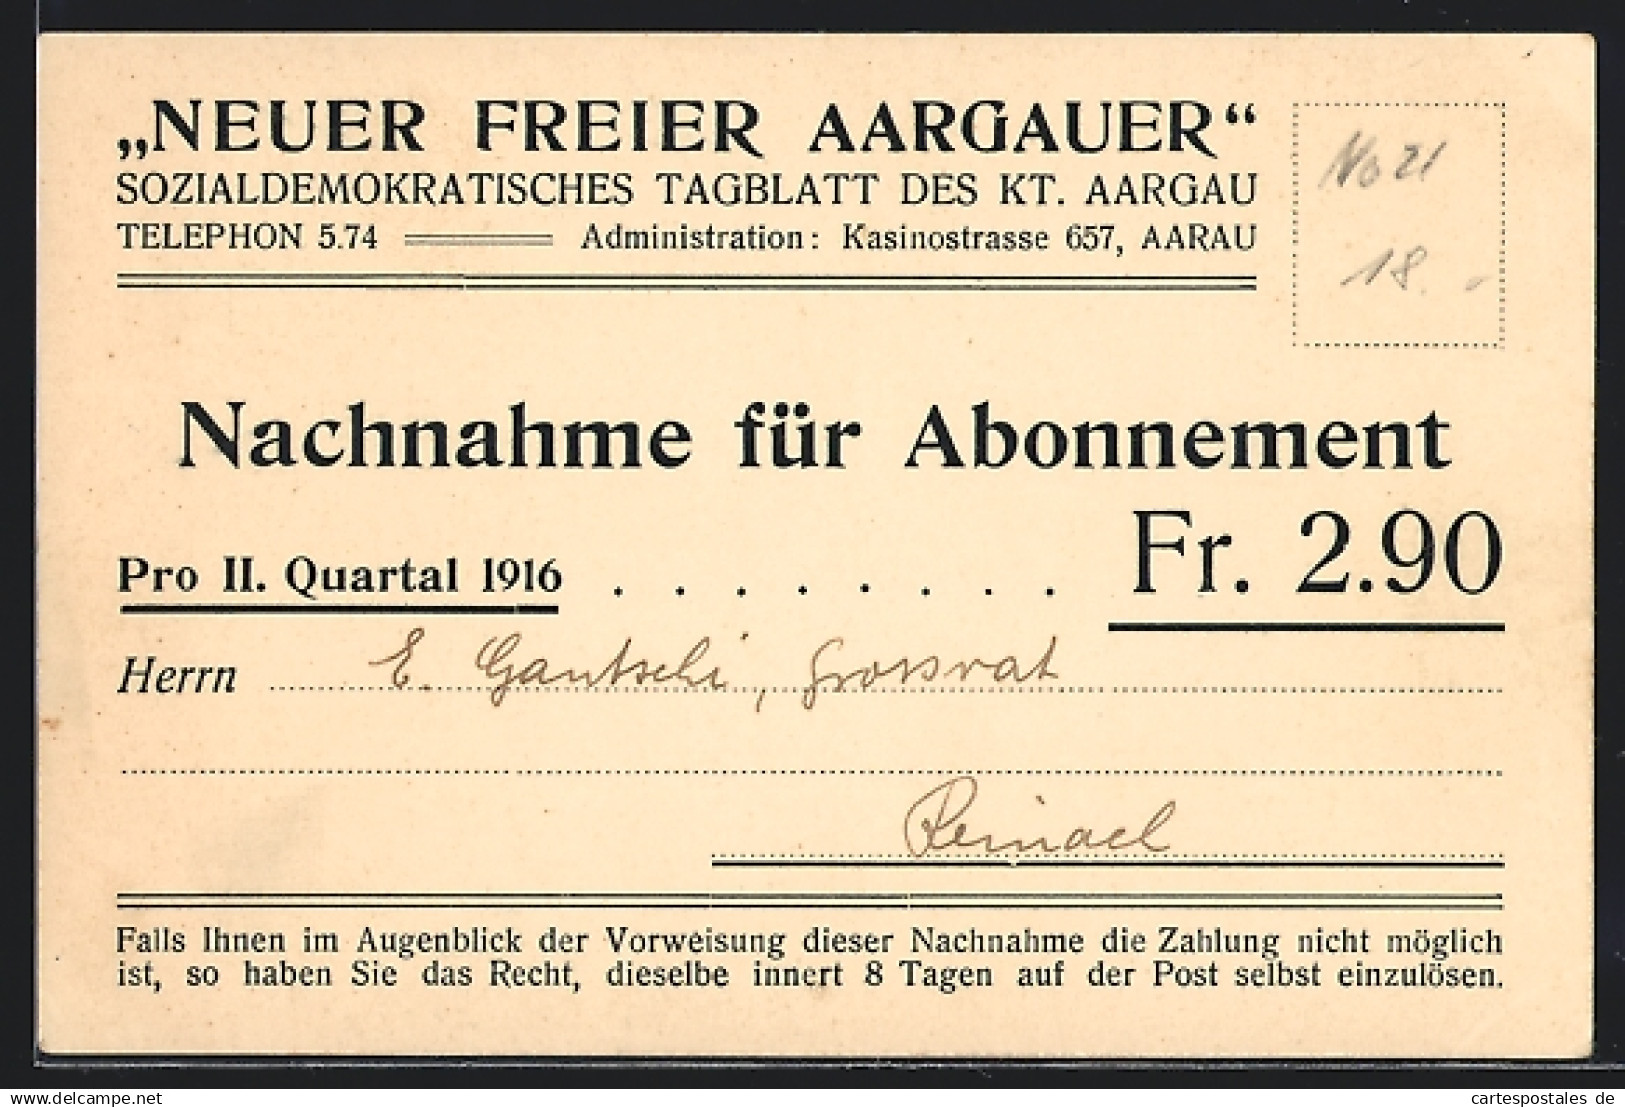 „NEUER FREIER AARGAUER“
SOZIALDEMOKRATISCHES TAGBLATT DES KT. AARGAU
TELEPHON 5.74 Administration: Kasinostrasse 657, AARAU
No 21
18.-
Nachnahme für Abonnement
Pro II. Quartal 1916 . . . . . . . . Fr. 2.90
Herrn E. Gautschi, Grossrat
Reinach
Falls Ihnen im Augenblick der Vorweisung dieser Nachnahme die Zahlung nicht möglich
ist, so haben Sie das Recht, dieselbe innert 8 Tagen auf der Post selbst einzulösen.
delcampe.net
cartespostales de